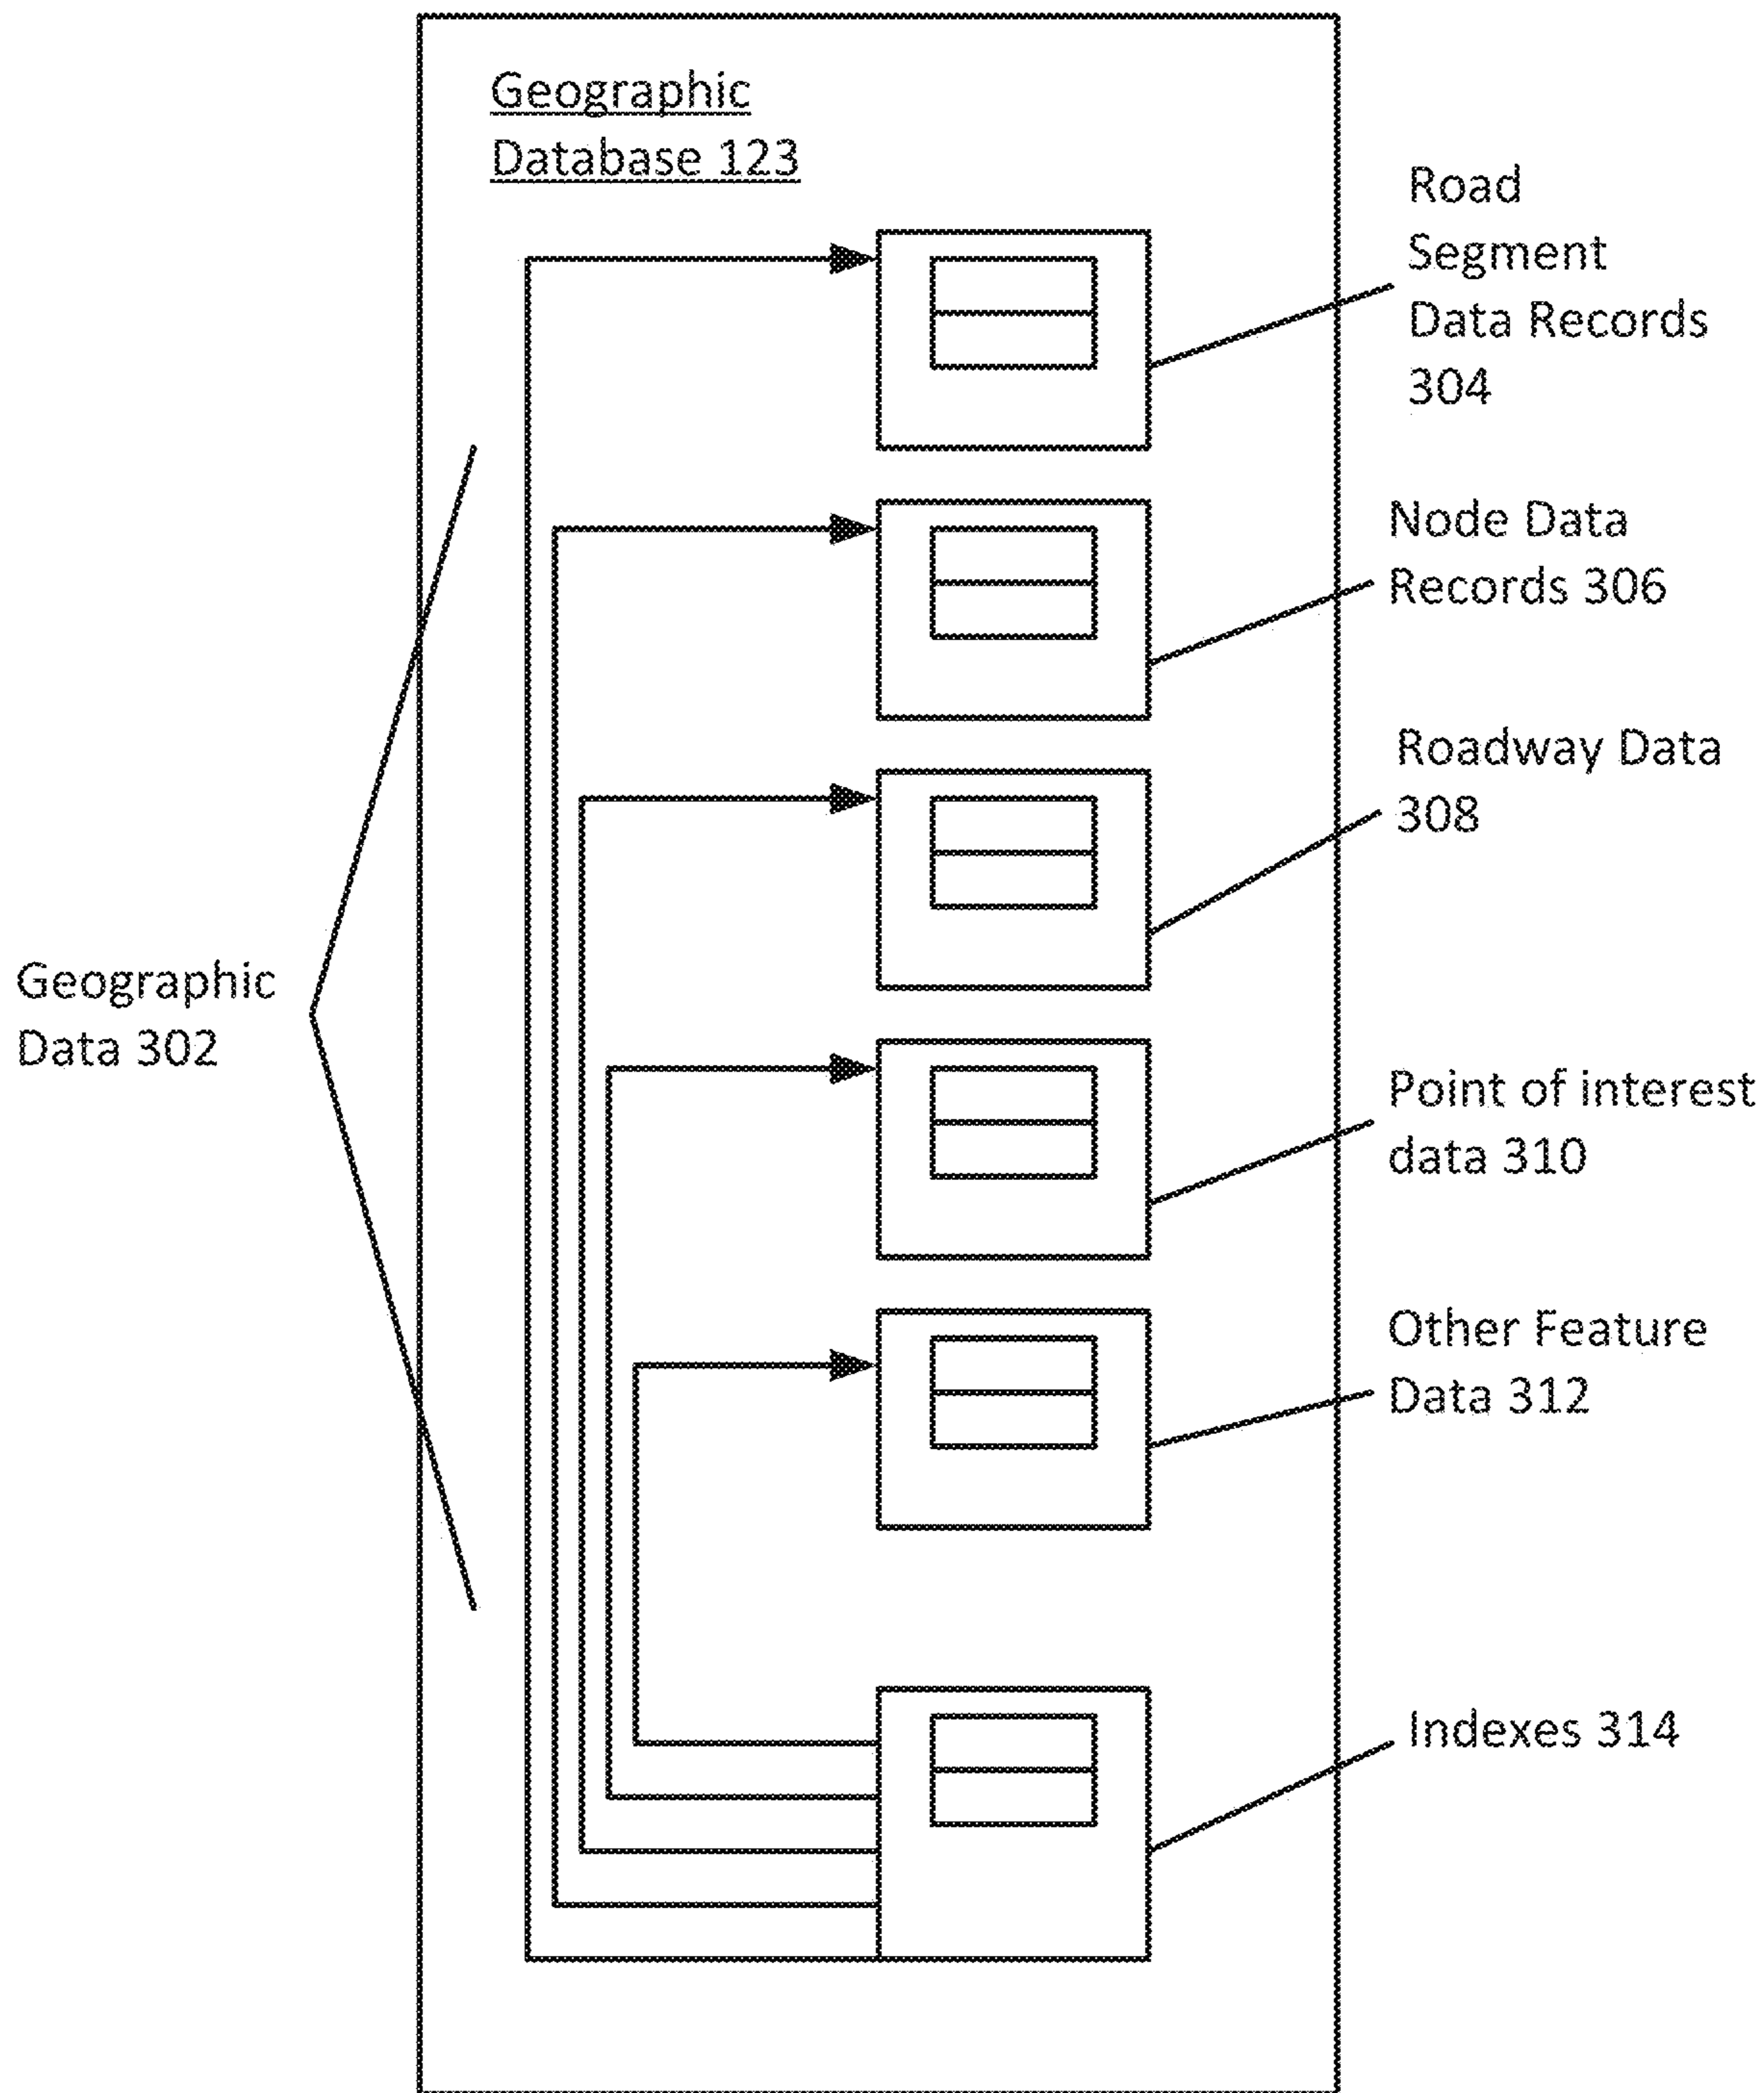 Geographic
Database 123
Road
Segment
Data Records
304
Node Data
Records 306
Roadway Data
308
Geographic
Data 302
Point of interest
data 310
Other Feature
Data 312
Indexes 314